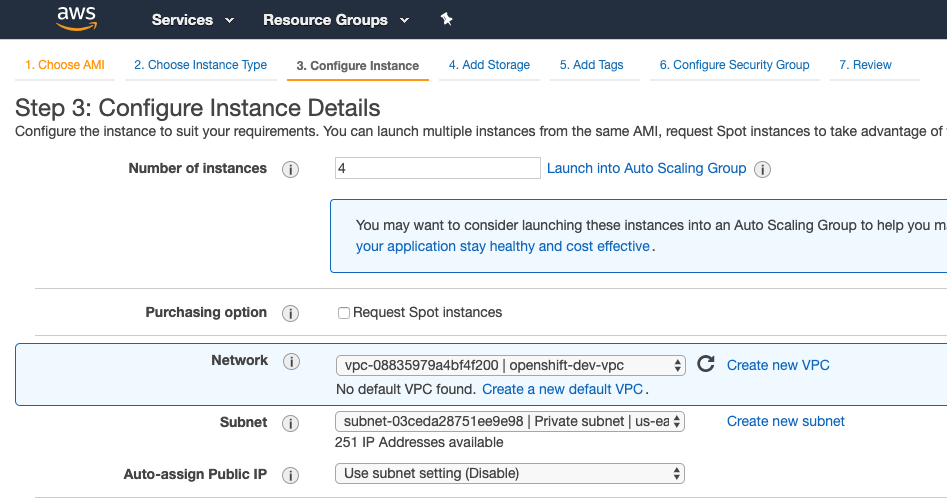 aws Services Resource Groups
1. Choose AMI 2. Choose Instance Type 3. Configure Instance 4. Add Storage 5. Add Tags 6. Configure Security Group 7. Review
Step 3: Configure Instance Details
Configure the instance to suit your requirements. You can launch multiple instances from the same AMI, request Spot instances to take advantage of
Number of instances i 4 Launch into Auto Scaling Group i
You may want to consider launching these instances into an Auto Scaling Group to help you ma
your application stay healthy and cost effective.
Purchasing option i Request Spot instances
Network i vpc-08835979a4bf4f200 | openshift-dev-vpc Create new VPC
No default VPC found. Create a new default VPC.
Subnet i subnet-03ceda28751ee9e98 | Private subnet | us-ea Create new subnet
251 IP Addresses available
Auto-assign Public IP i Use subnet setting (Disable)